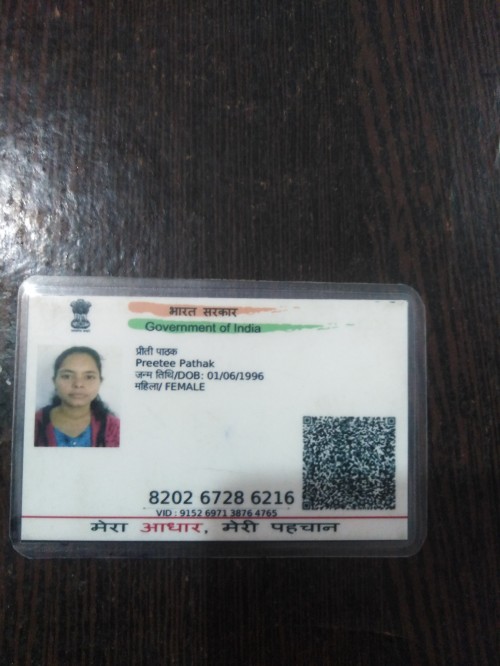 भारत सरकार
Government of India
प्रीती पाठक
Preetee Pathak
जन्म तिथि/DOB: 01/06/1996
महिला/ FEMALE
8202 6728 6216
VID : 9152 6971 3876 4765
मेरा आधार, मेरी पहचान